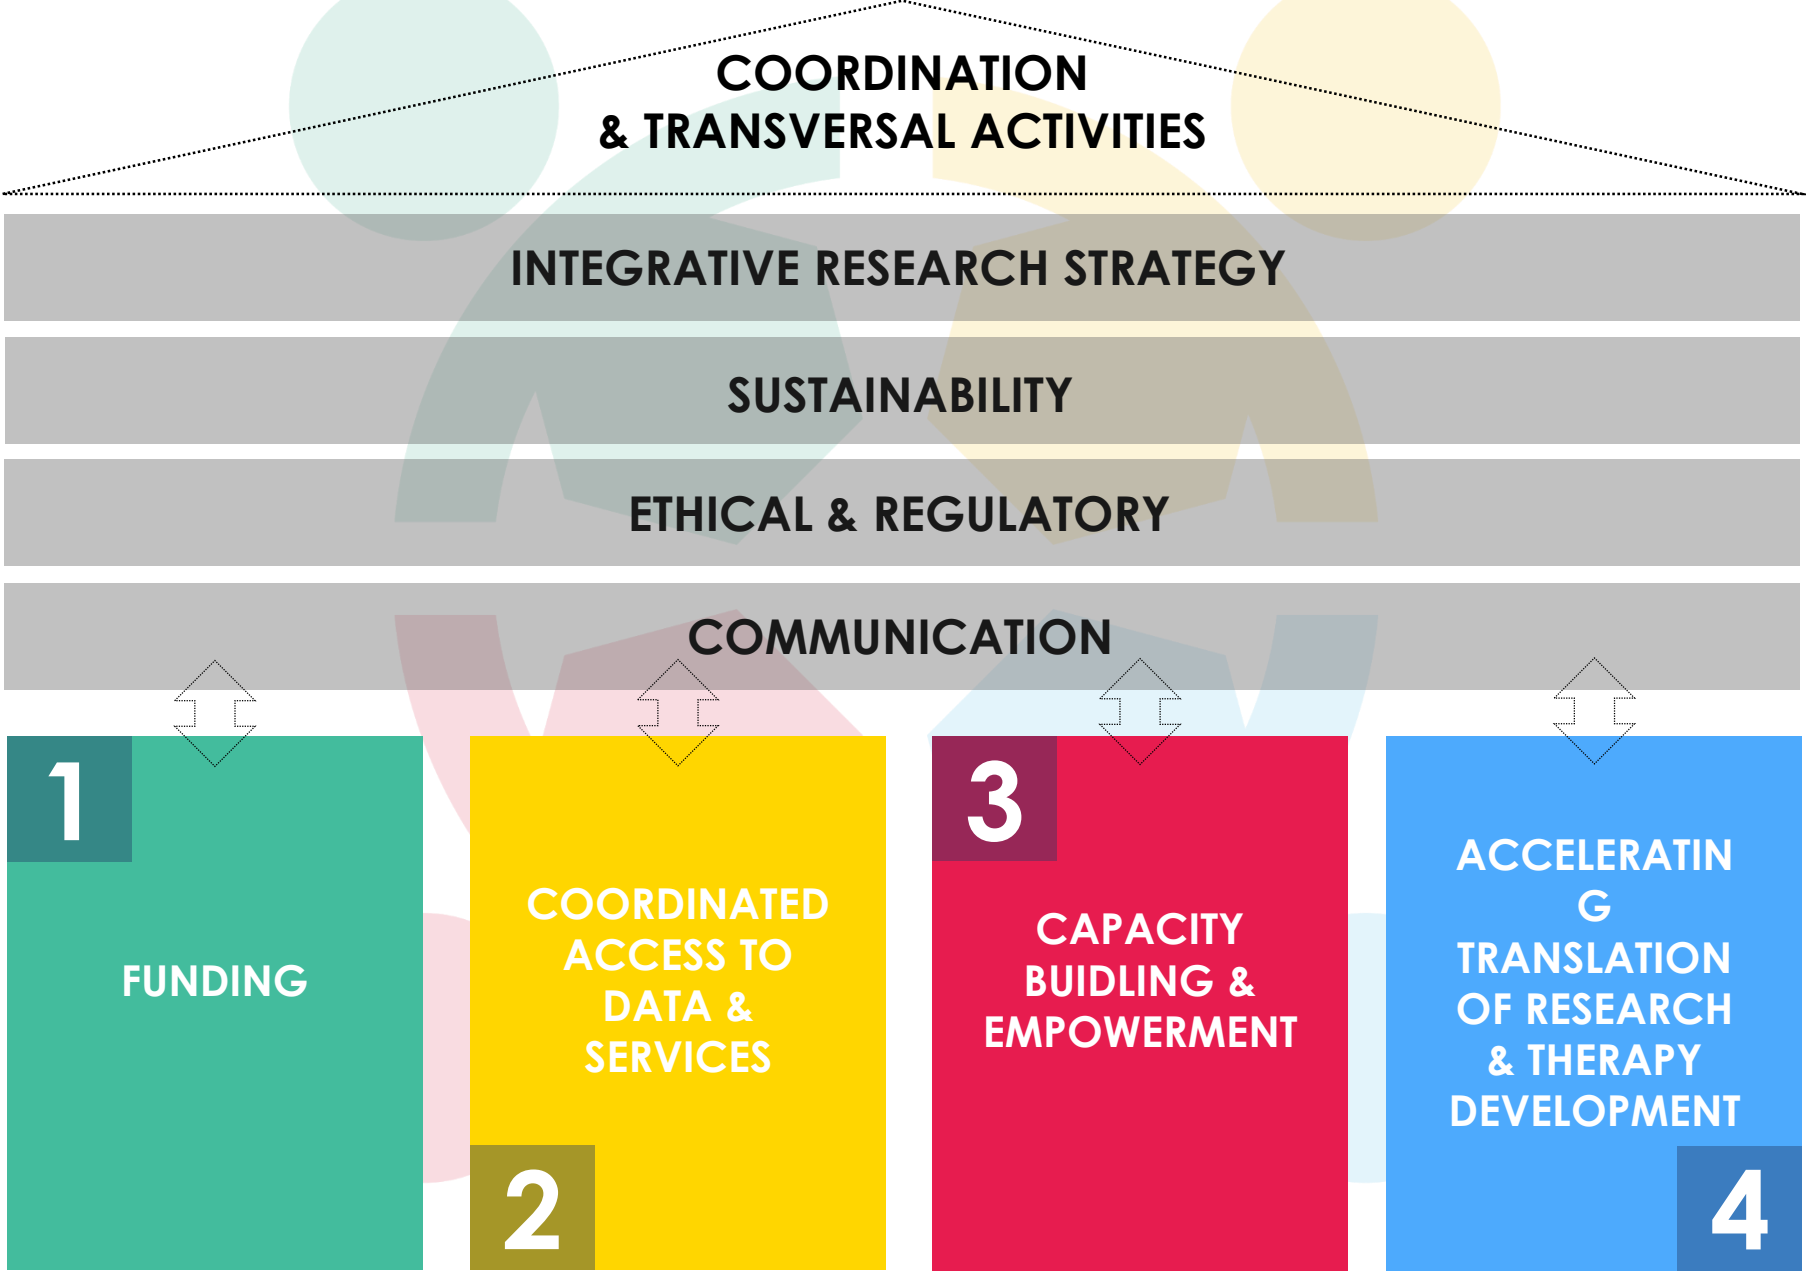 COORDINATION
& TRANSVERSAL ACTIVITIES
INTEGRATIVE RESEARCH STRATEGY
SUSTAINABILITY
ETHICAL & REGULATORY
COMMUNICATION
1
FUNDING
COORDINATED
ACCESS TO
DATA &
SERVICES
2
3
CAPACITY
BUIDLING &
EMPOWERMENT
ACCELERATIN
G
TRANSLATION
OF RESEARCH
& THERAPY
DEVELOPMENT
4